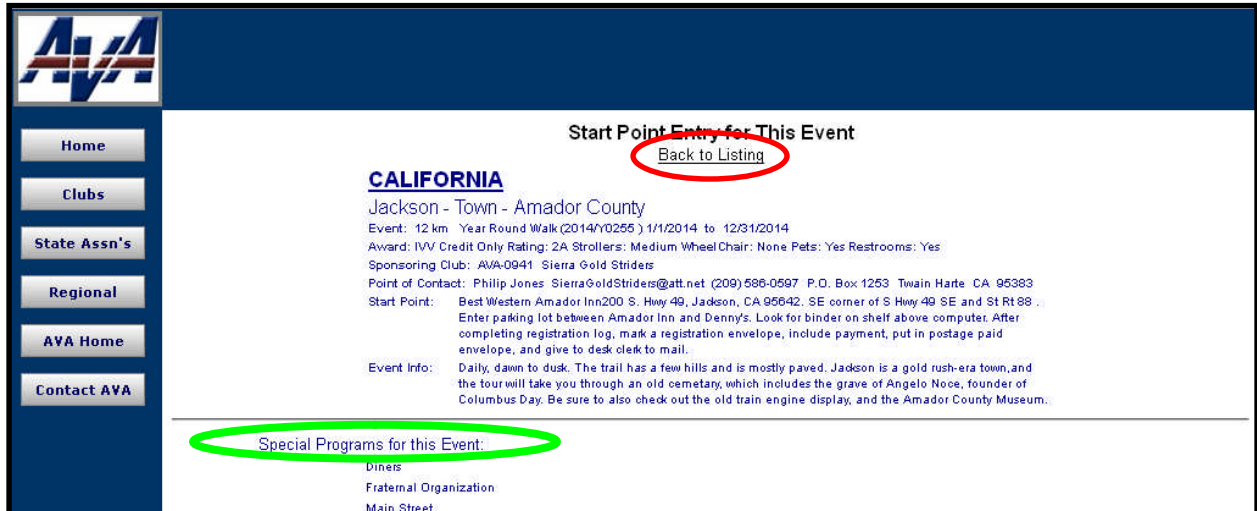 AVA
Home
Clubs
State Assn's
Regional
AVA Home
Contact AVA
Start Point Entry for This Event
Back to Listing
CALIFORNIA
Jackson - Town - Amador County
Event: 12 km Year Round Walk (2014/Y0255 ) 1/1/2014 to 12/31/2014
Award: IVV Credit Only Rating: 2A Strollers: Medium WheelChair: None Pets: Yes Restrooms: Yes
Sponsoring Club: AVA-0941 Sierra Gold Striders
Point of Contact: Philip Jones SierraGoldStriders@att.net (209) 586-0597 P.O. Box 1253 Twain Harte CA 95383
Start Point: Best Western Amador Inn200 S. Hwy 49, Jackson, CA 95642. SE corner of S Hwy 49 SE and St Rt 88 .
Enter parking lot between Amador Inn and Denny's. Look for binder on shelf above computer. After
completing registration log, mark a registration envelope, include payment, put in postage paid
envelope, and give to desk clerk to mail.
Event Info: Daily, dawn to dusk. The trail has a few hills and is mostly paved. Jackson is a gold rush-era town,and
the tour will take you through an old cemetary, which includes the grave of Angelo Noce, founder of
Columbus Day. Be sure to also check out the old train engine display, and the Amador County Museum.
Special Programs for this Event:
Diners
Fraternal Organization
Main Street